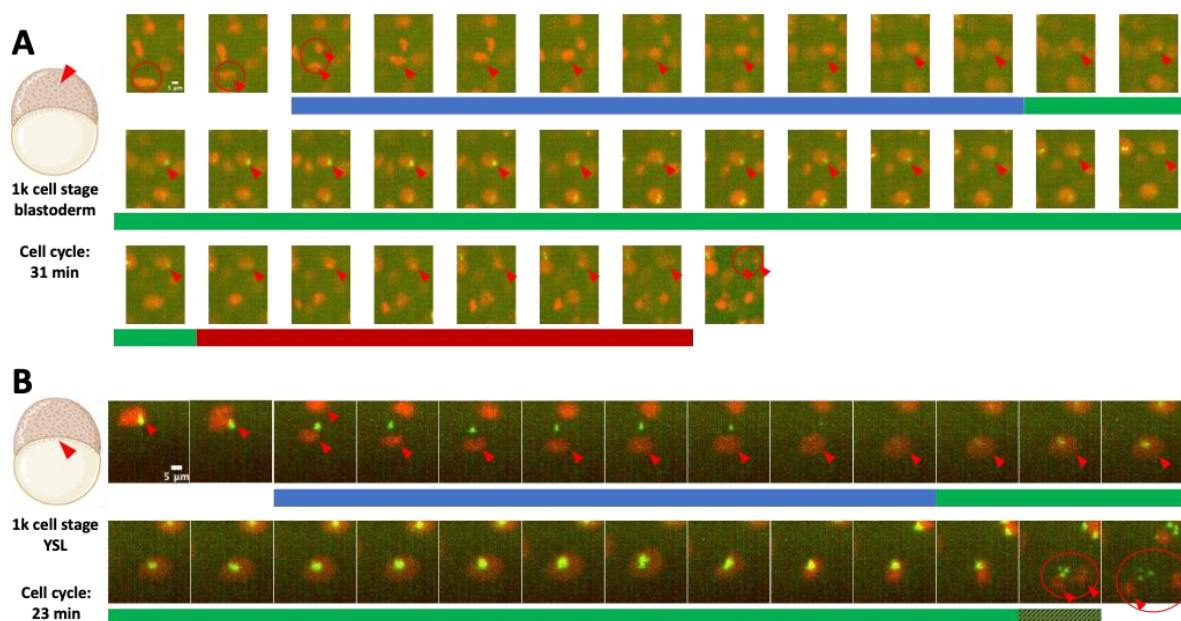 A
5 µm
1k cell stage
blastoderm
Cell cycle:
31 min
B
5 µm
1k cell stage
YSL
Cell cycle:
23 min